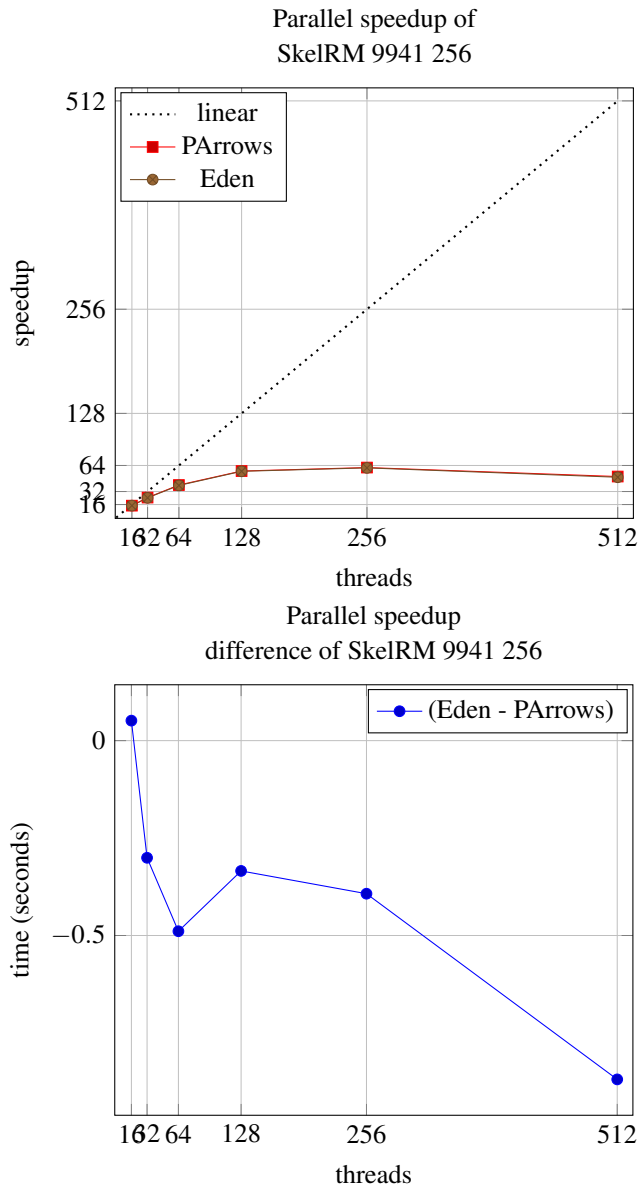 Parallel speedup of
SkelRM 9941 256
512
256
128
64
32
16
speedup
linear
PArrows
Eden
16 32 64 128 256 512
threads
Parallel speedup
difference of SkelRM 9941 256
0
−0.5
time (seconds)
(Eden - PArrows)
16 32 64 128 256 512
threads